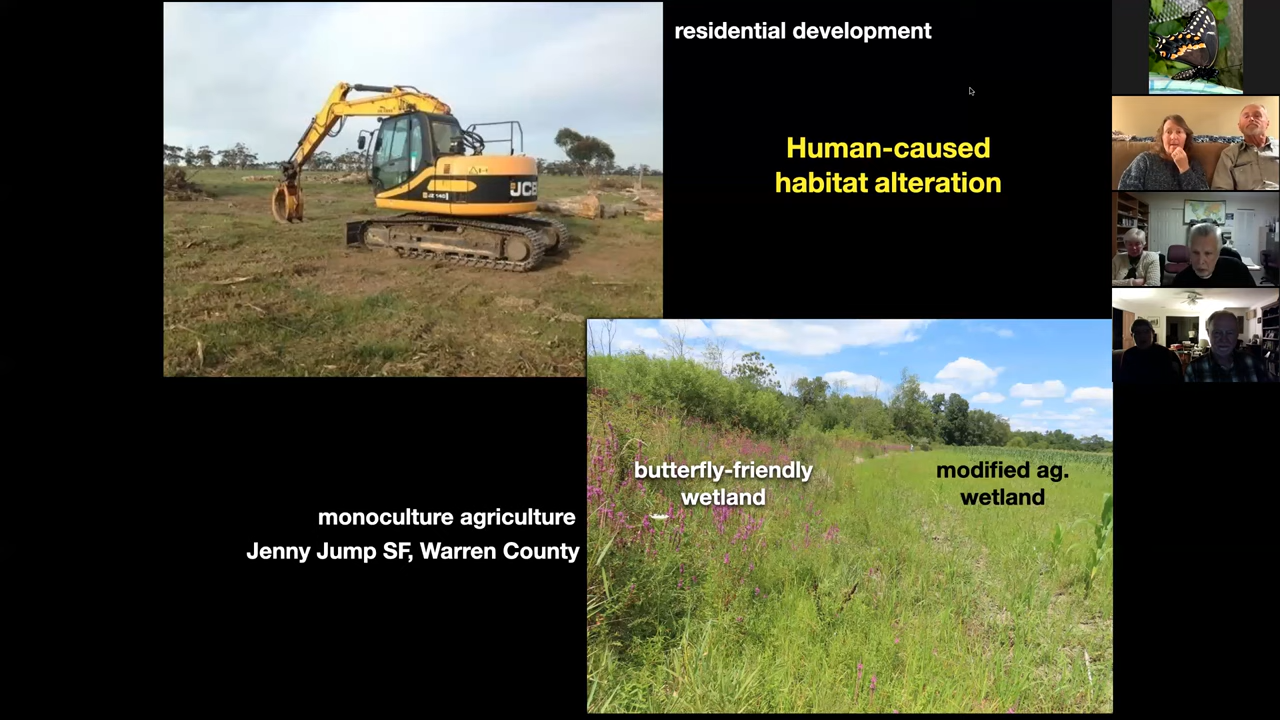 residential development
Human-caused
habitat alteration
JCB
butterfly-friendly
wetland
modified ag.
wetland
monoculture agriculture
Jenny Jump SF, Warren County